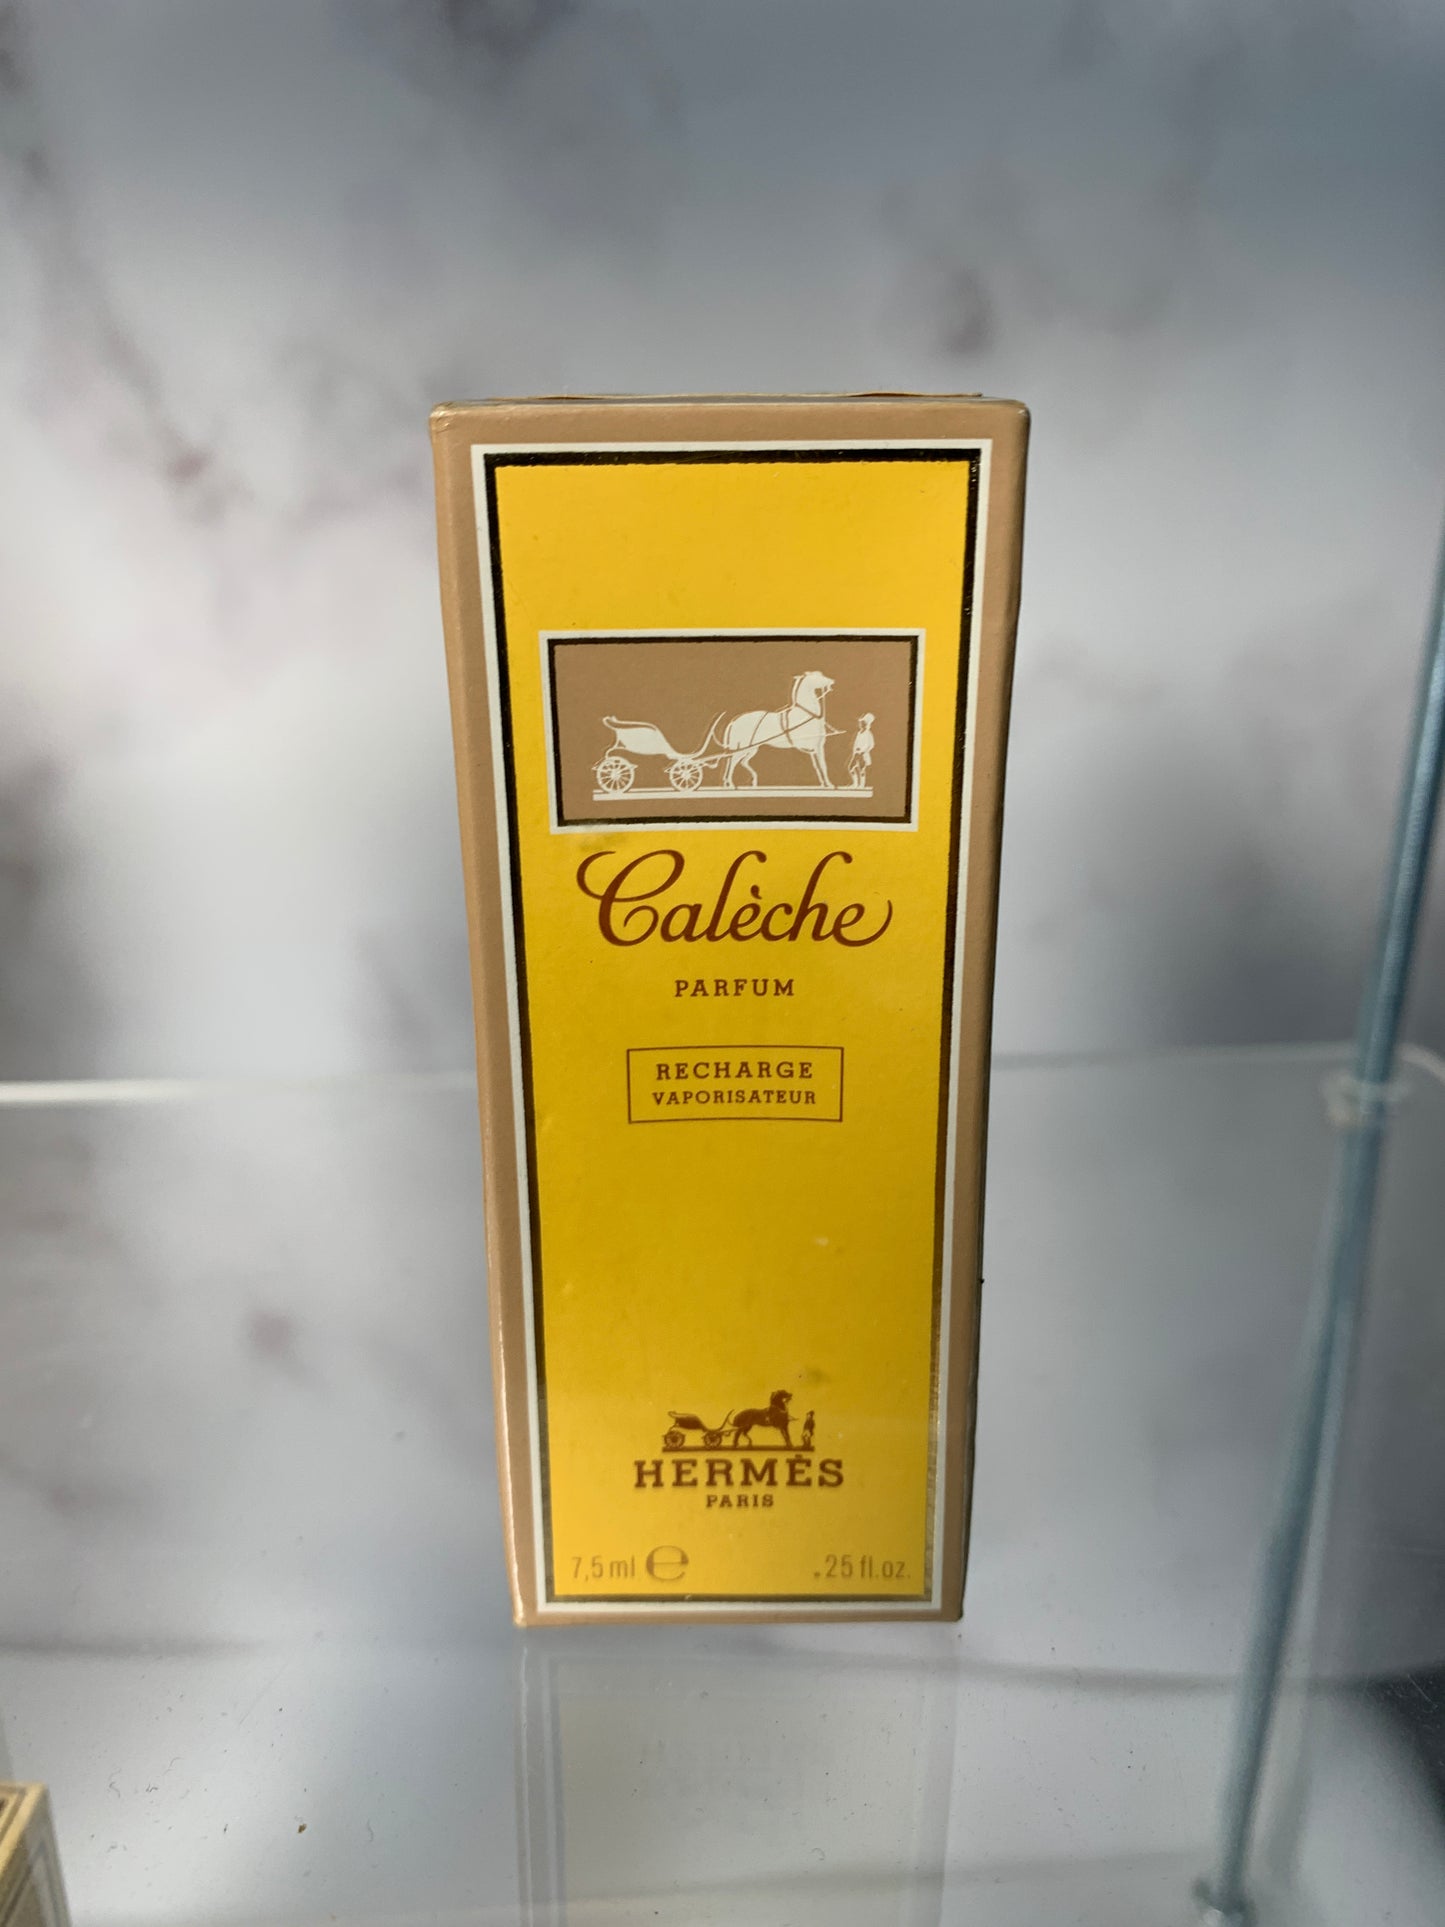 Calèche
PARFUM
RECHARGE
VAPORISATEUR
HERMÈS
PARIS
7,5 ml ℮ .25 fl.oz.